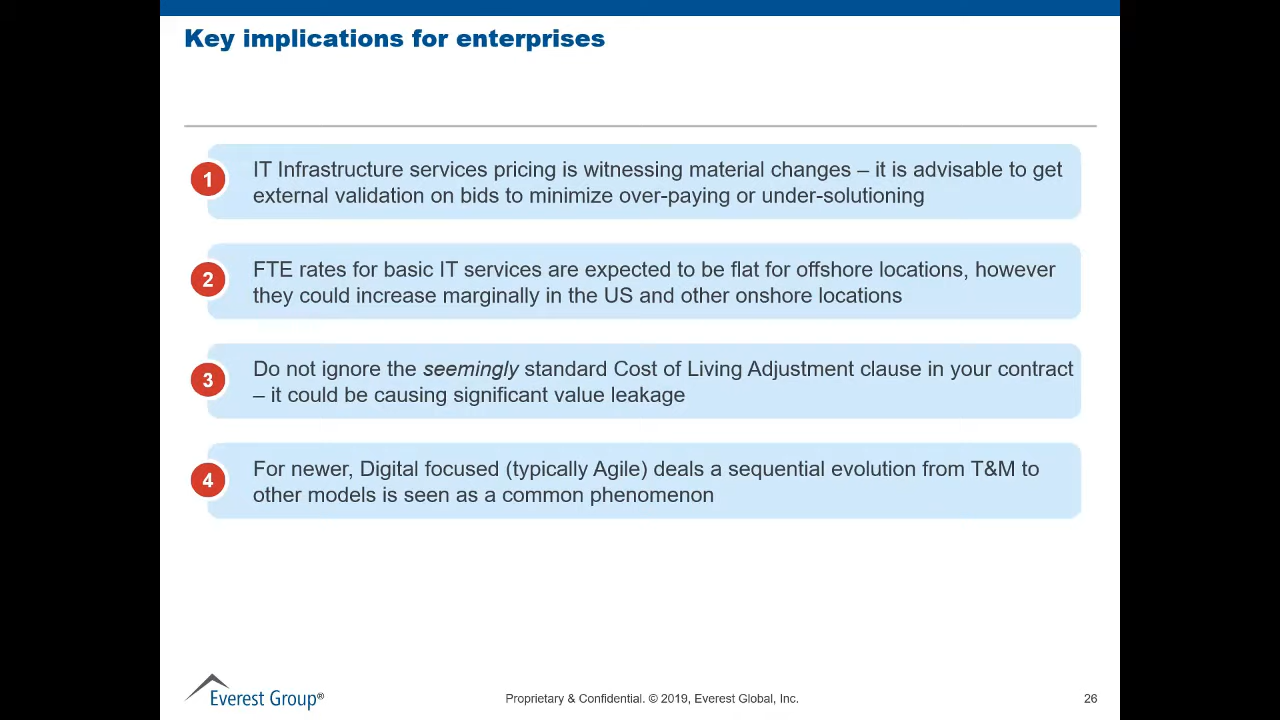 Key implications for enterprises
1
IT Infrastructure services pricing is witnessing material changes – it is advisable to get
external validation on bids to minimize over-paying or under-solutioning
2
FTE rates for basic IT services are expected to be flat for offshore locations, however
they could increase marginally in the US and other onshore locations
3
Do not ignore the seemingly standard Cost of Living Adjustment clause in your contract
– it could be causing significant value leakage
4
For newer, Digital focused (typically Agile) deals a sequential evolution from T&M to
other models is seen as a common phenomenon
Everest Group®
Proprietary & Confidential. © 2019, Everest Global, Inc.
26